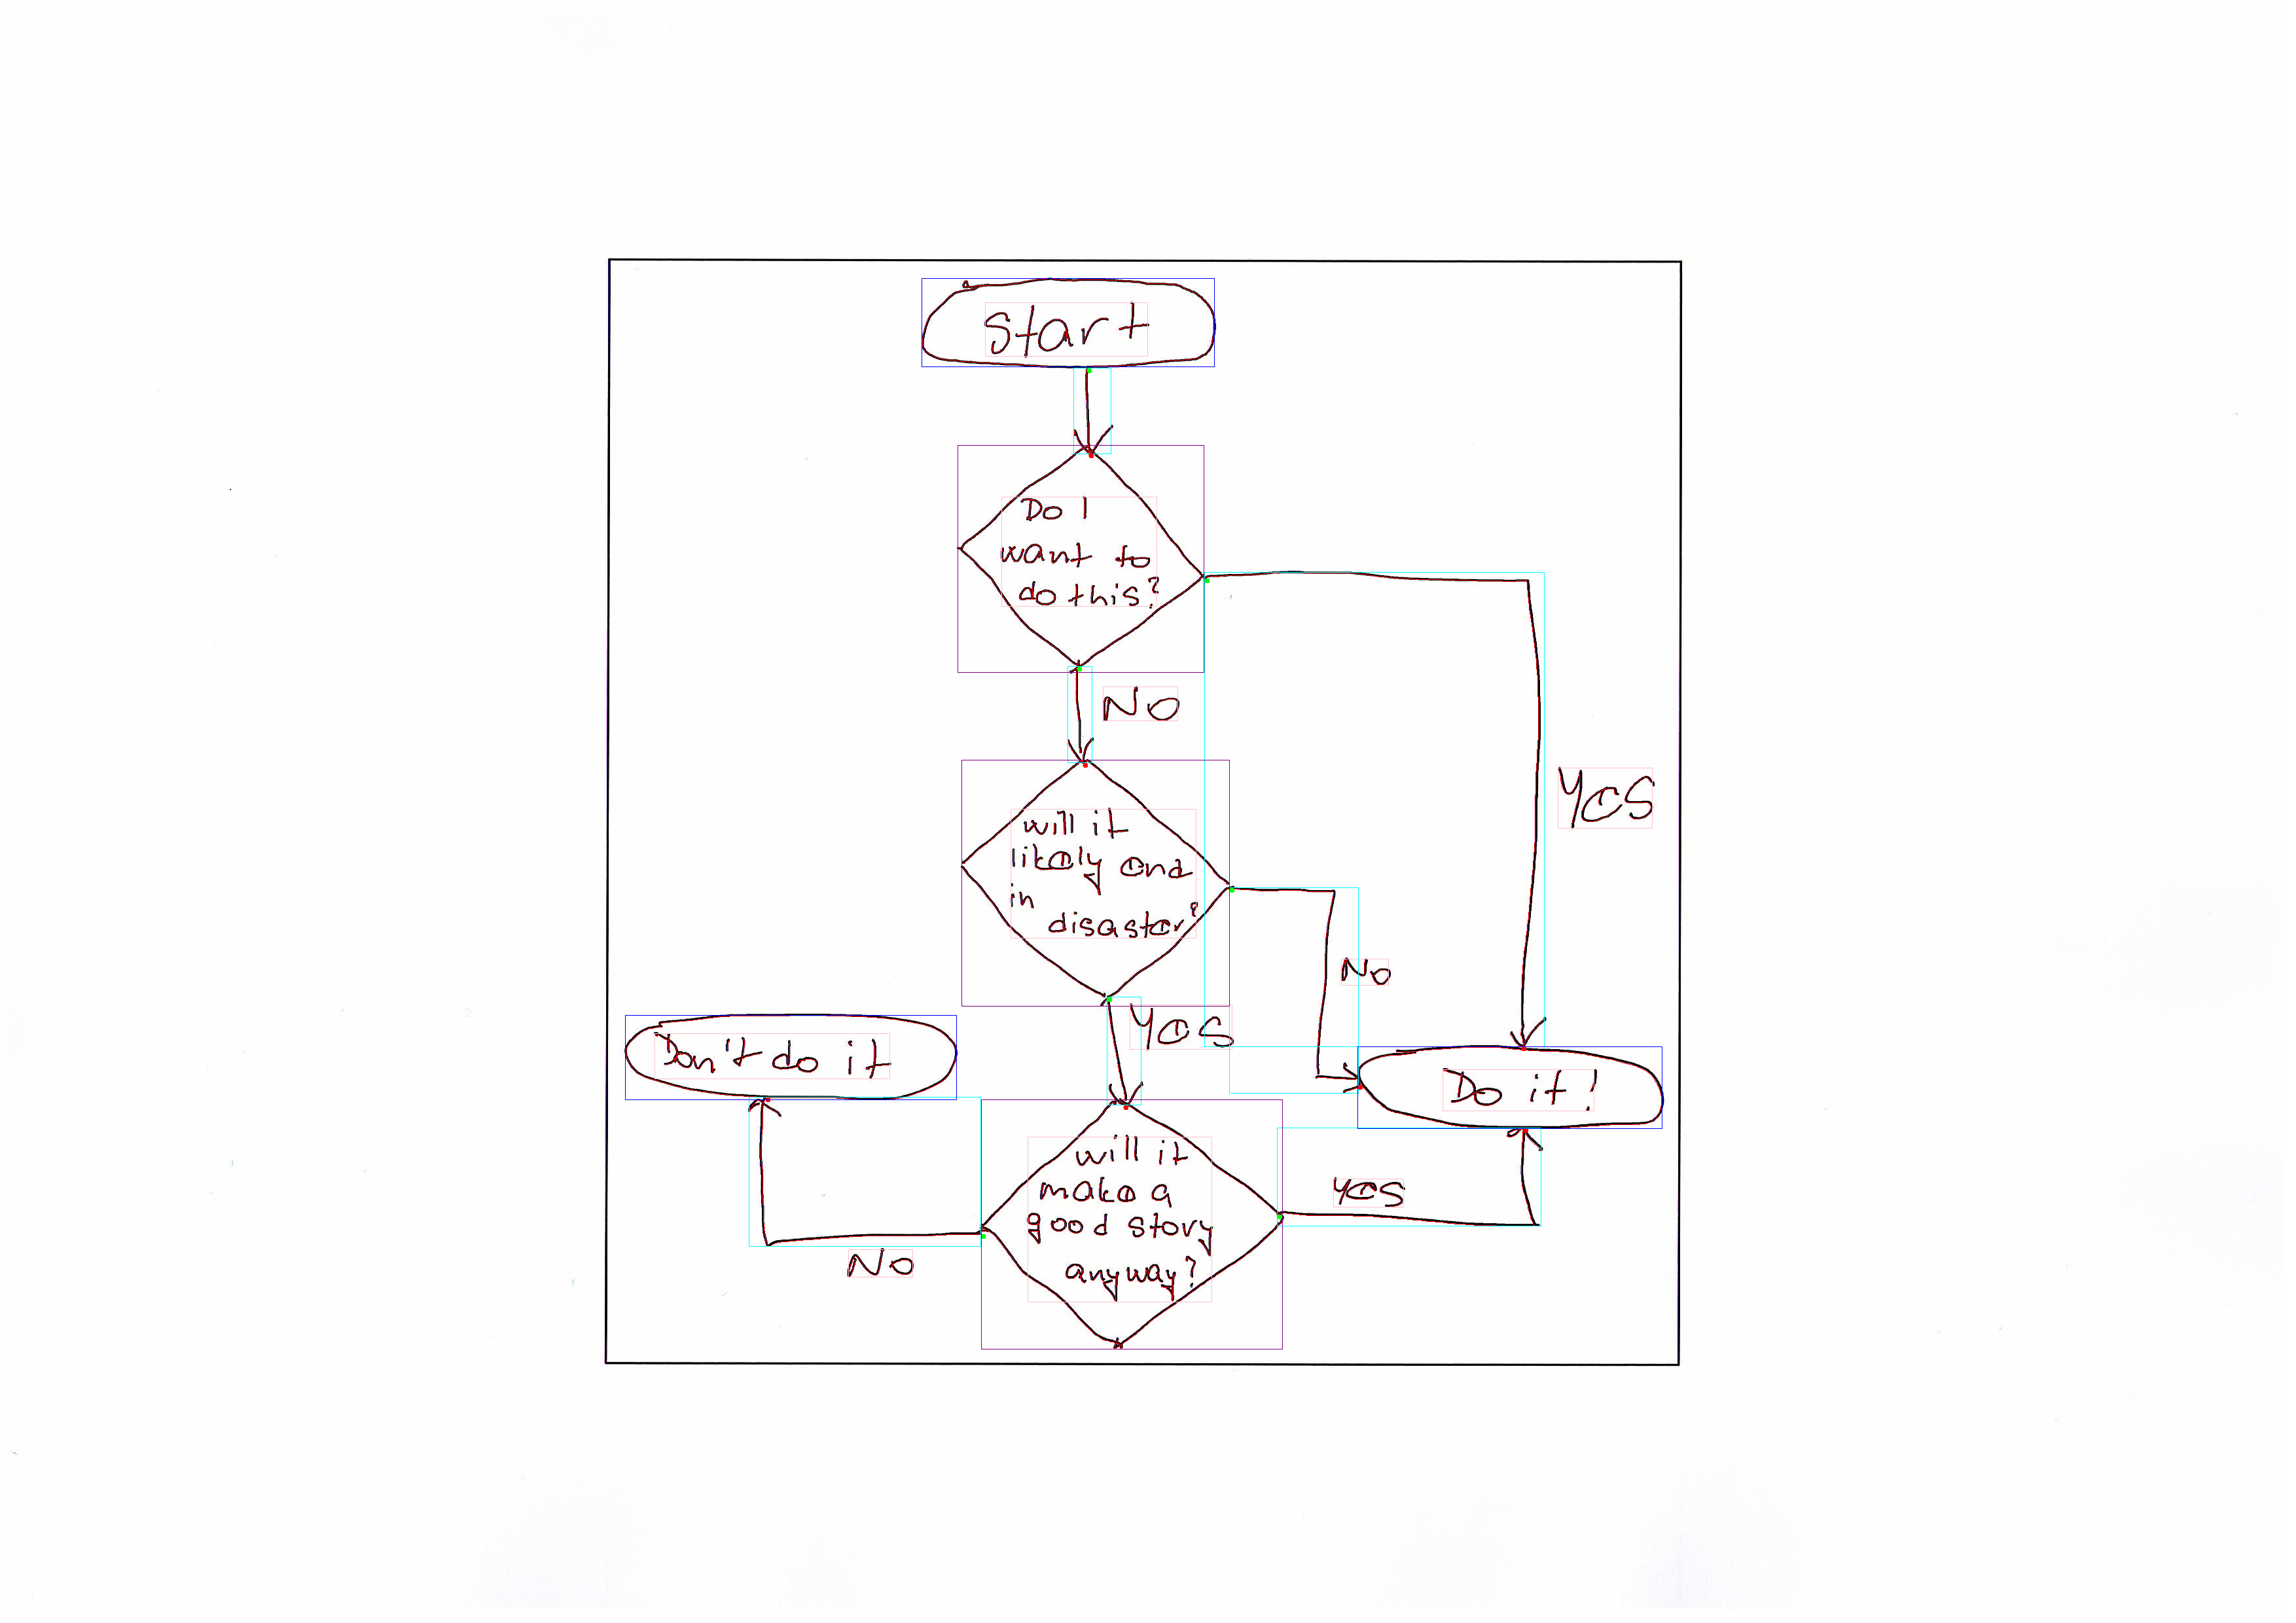 Start
Do I
want to
do this?
No
Yes
will it
likely end
in
disaster?
No
Yes
Don't do it
Do it!
will it
make a
good story
anyway?
Yes
No